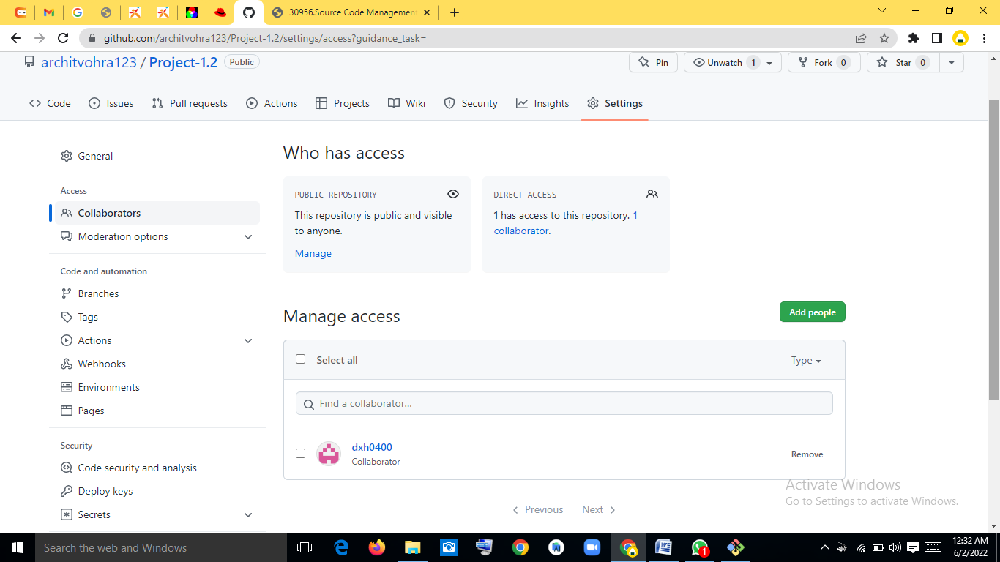 30956.Source Code Management
github.com/architvohra123/Project-1.2/settings/access?guidance_task=
architvohra123 / Project-1.2 Public
Pin Unwatch 1 Fork 0 Star 0
Code Issues Pull requests Actions Projects Wiki Security Insights Settings
General
Access
Collaborators
Moderation options
Code and automation
Branches
Tags
Actions
Webhooks
Environments
Pages
Security
Code security and analysis
Deploy keys
Secrets
Who has access
PUBLIC REPOSITORY
This repository is public and visible
to anyone.
Manage
DIRECT ACCESS
1 has access to this repository. 1
collaborator.
Manage access
Add people
Select all Type
Find a collaborator...
dxh0400
Collaborator
Remove
Previous Next
Activate Windows
Go to Settings to activate Windows.
Search the web and Windows
1
12:32 AM
6/2/2022